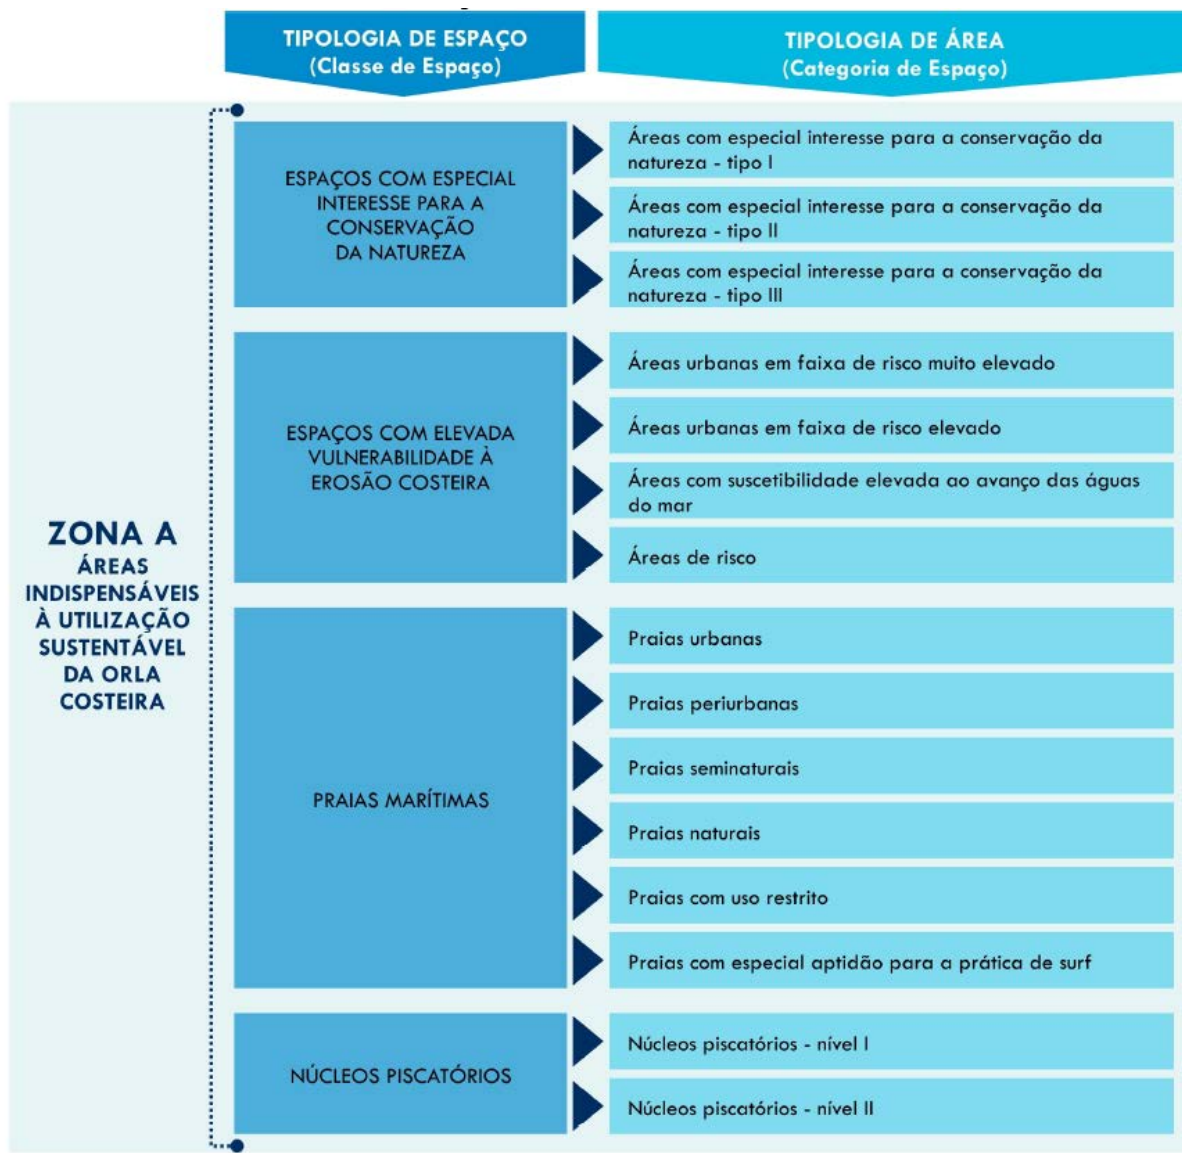 TIPOLOGIA DE ESPAÇO
(Classe de Espaço)
TIPOLOGIA DE ÁREA
(Categoria de Espaço)
ZONA A
ÁREAS
INDISPENSÁVEIS
À UTILIZAÇÃO
SUSTENTÁVEL
DA ORLA
COSTEIRA
ESPAÇOS COM ESPECIAL
INTERESSE PARA A
CONSERVAÇÃO
DA NATUREZA
Áreas com especial interesse para a conservação da
natureza - tipo I
Áreas com especial interesse para a conservação da
natureza - tipo II
Áreas com especial interesse para a conservação da
natureza - tipo III
ESPAÇOS COM ELEVADA
VULNERABILIDADE À
EROSÃO COSTEIRA
Áreas urbanas em faixa de risco muito elevado
Áreas urbanas em faixa de risco elevado
Áreas com suscetibilidade elevada ao avanço das águas
do mar
Áreas de risco
PRAIAS MARÍTIMAS
Praias urbanas
Praias periurbanas
Praias seminaturais
Praias naturais
Praias com uso restrito
Praias com especial aptidão para a prática de surf
NÚCLEOS PISCATÓRIOS
Núcleos piscatórios - nível I
Núcleos piscatórios - nível II